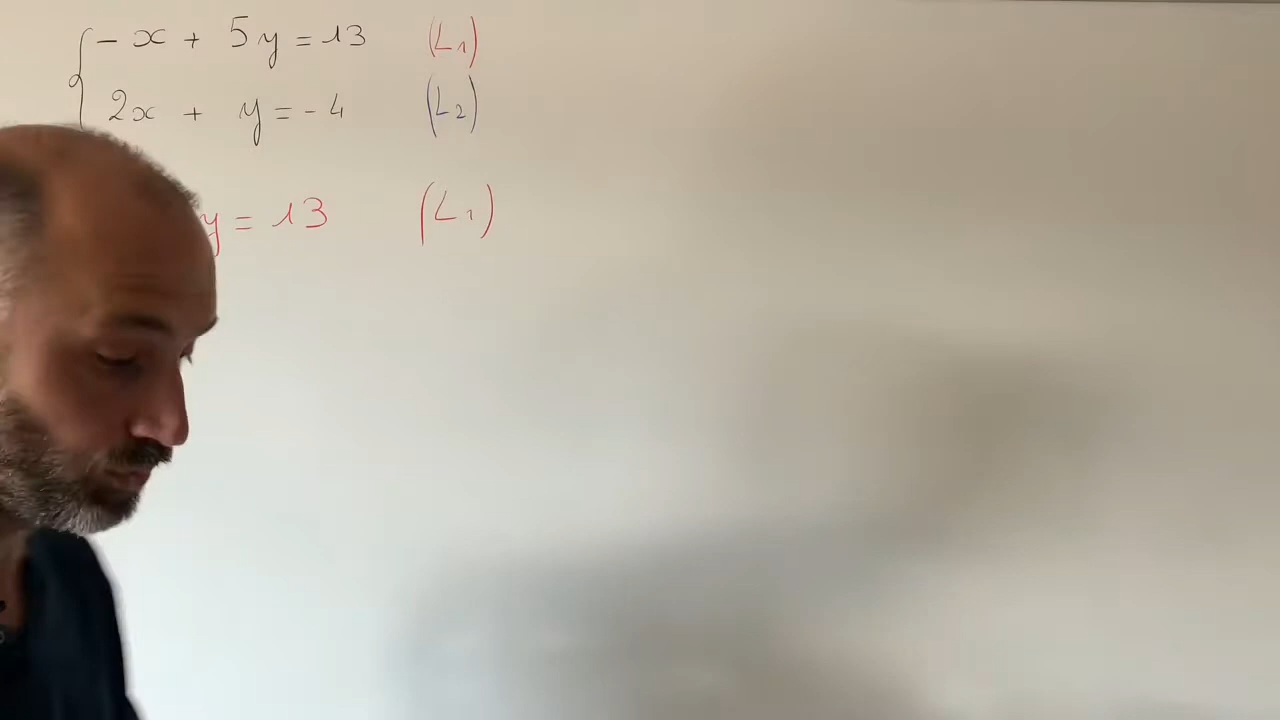 - x + 5y = 13 (L1)
2x + y = -4 (L2)
y = 13 (L1)